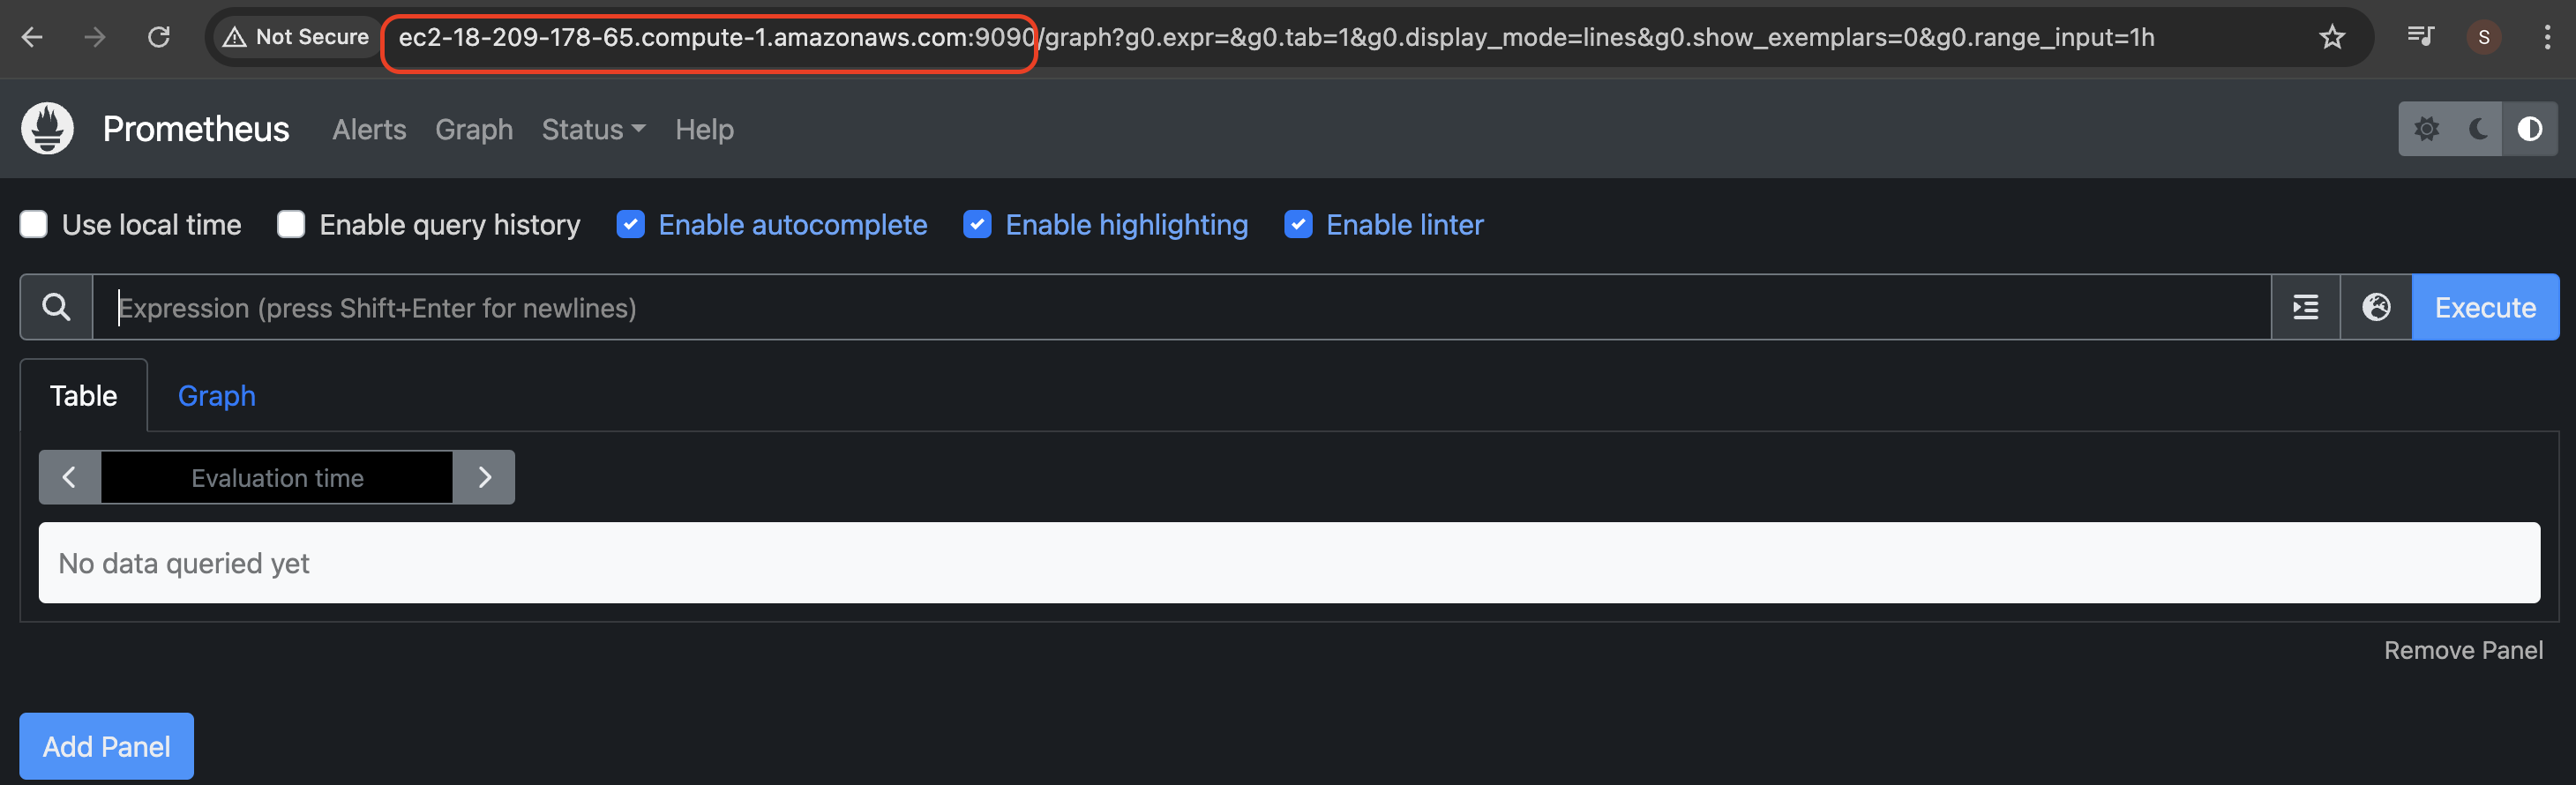 Not Secure ec2-18-209-178-65.compute-1.amazonaws.com:9090/graph?g0.expr=&g0.tab=1&g0.display_mode=lines&g0.show_exemplars=0&g0.range_input=1h S
Prometheus Alerts Graph Status Help
Use local time Enable query history Enable autocomplete Enable highlighting Enable linter
Expression (press Shift+Enter for newlines) Execute
Table Graph
Evaluation time
No data queried yet
Remove Panel
Add Panel